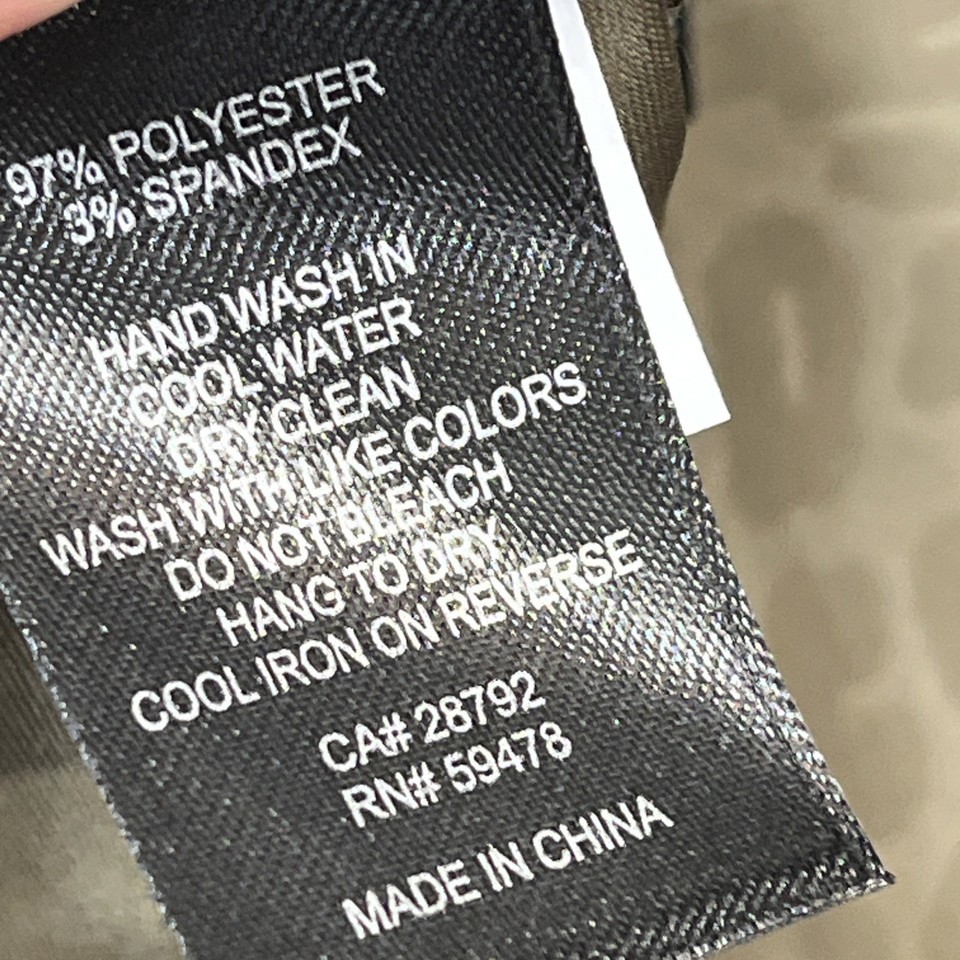 97% POLYESTER
3% SPANDEX
HAND WASH IN
COOL WATER
DRY CLEAN
WASH WITH LIKE COLORS
DO NOT BLEACH
HANG TO DRY
COOL IRON ON REVERSE
CA# 28792
RN# 59478
MADE IN CHINA